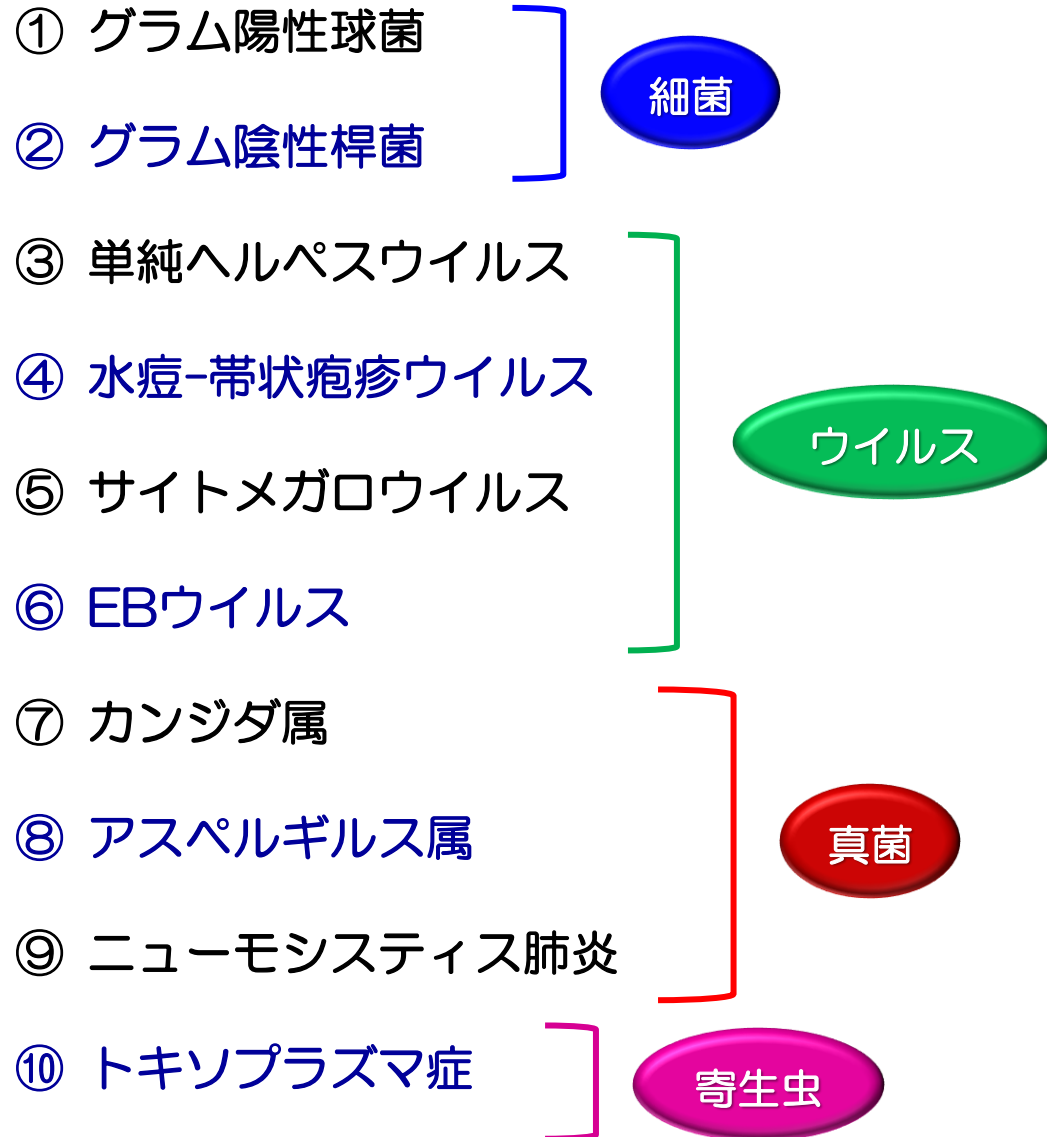 ① グラム陽性球菌
② グラム陰性桿菌
細菌
③ 単純ヘルペスウイルス
④ 水痘-帯状疱疹ウイルス
⑤ サイトメガロウイルス
⑥ EBウイルス
ウイルス
⑦ カンジダ属
⑧ アスペルギルス属
⑨ ニューモシスティス肺炎
真菌
⑩ トキソプラズマ症
寄生虫